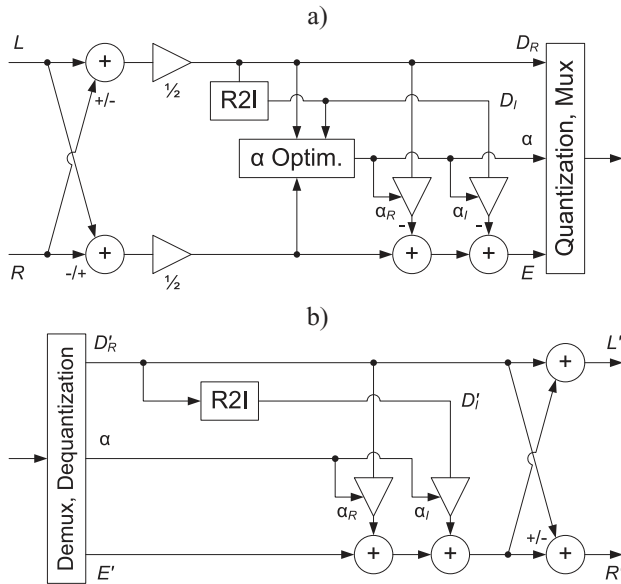 a)
L
+
+/-
½
R2I
α Optim.
D_R
D_I
α
α_R
α_I
-
-
Quantization, Mux
R
+
-/+
½
+
+
E
b)
Demux, Dequantization
D'_R
R2I
D'_I
α
α_R
α_I
E'
+
+
+/-
+
L'
+
R'